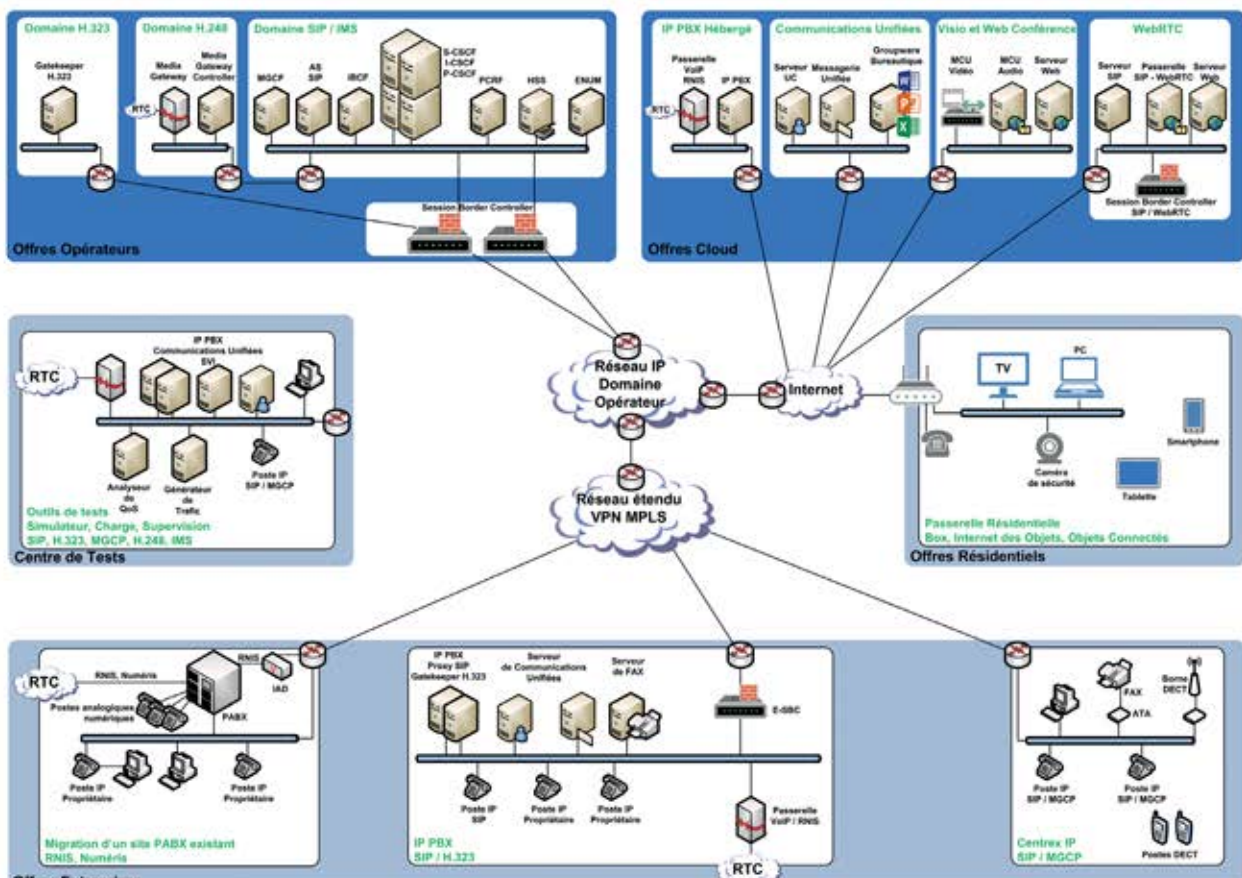 Domaine H.323
Gatekeeper
H.323
Domaine H.248
Media
Gateway
Media
Gateway
Controller
RTC
Domaine SIP / IMS
MGCF
AS
SIP
IBCF
S-CSCF
I-CSCF
P-CSCF
PCRF
HSS
ENUM
Session Border Controller
Offres Opérateurs
IP PBX Hébergé
Passerelle
VoIP
RNIS
IP PBX
RTC
Communications Unifiées
Serveur
UC
Messagerie
Unifiée
Groupware
Bureautique
W
P
X
Visio et Web Conférence
MCU
Vidéo
MCU
Audio
Serveur
Web
WebRTC
Serveur
SIP
Passerelle
SIP - WebRTC
Serveur
Web
Session Border Controller
SIP / WebRTC
Offres Cloud
RTC
IP PBX
Communications Unifiées
SVI
Analyseur
de
QoS
Générateur
de
Trafic
Poste IP
SIP / MGCP
Outils de tests
Simulateur, Charge, Supervision
SIP, H.323, MGCP, H.248, IMS
Centre de Tests
Réseau IP
Domaine
Opérateur
Internet
Réseau étendu
VPN MPLS
TV
PC
Smartphone
Caméra
de sécurité
Tablette
Passerelle Résidentielle
Box, Internet des Objets, Objets Connectés
Offres Résidentiels
RTC
RNIS, Numéris
RNIS
IAD
Postes analogiques
numériques
PABX
Poste IP
Propriétaire
Poste IP
Propriétaire
Migration d'un site PABX existant
RNIS, Numéris
IP PBX
Proxy SIP
Gatekeeper H.323
Serveur
de Communications
Unifiées
Serveur
de FAX
E-SBC
Poste IP
SIP
Poste IP
Propriétaire
Poste IP
Propriétaire
Passerelle
VoIP / RNIS
RTC
IP PBX
SIP / H.323
FAX
Borne
DECT
ATA
Poste IP
SIP / MGCP
Poste IP
SIP / MGCP
Postes DECT
Centrex IP
SIP / MGCP